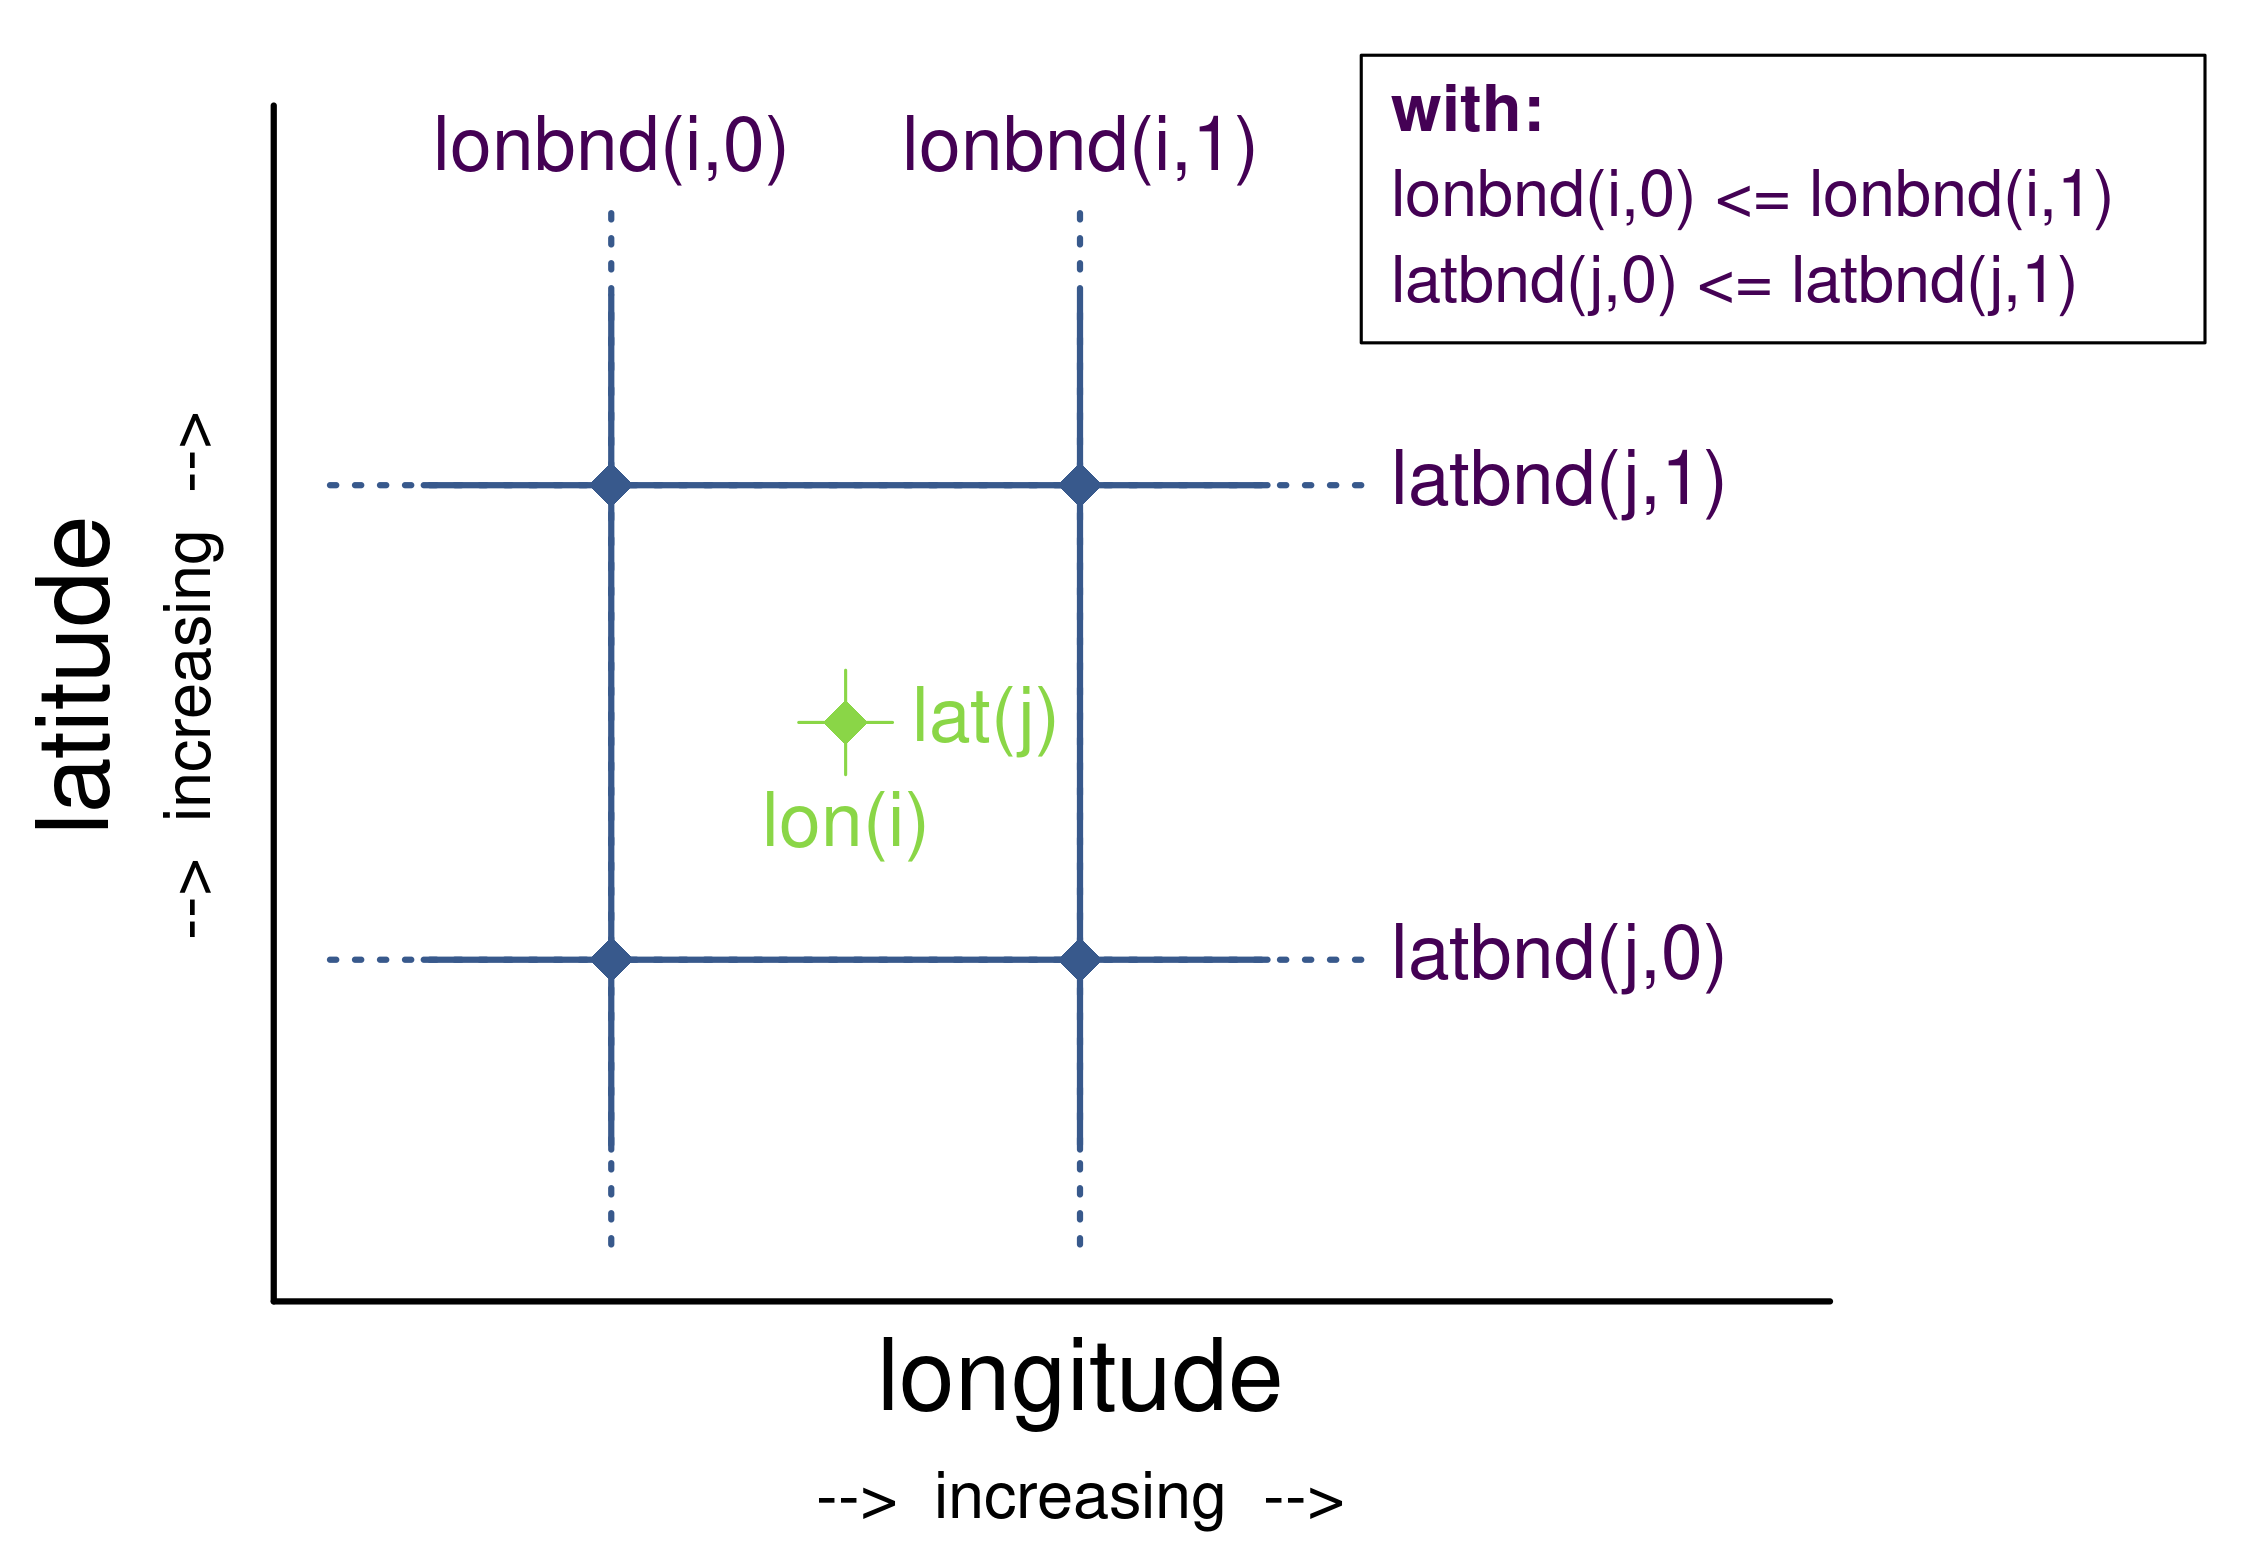 lonbnd(i,0)
lonbnd(i,1)
with:
lonbnd(i,0) <= lonbnd(i,1)
latbnd(j,0) <= latbnd(j,1)
latbnd(j,1)
lat(j)
lon(i)
latbnd(j,0)
latitude
--> increasing -->
longitude
--> increasing -->